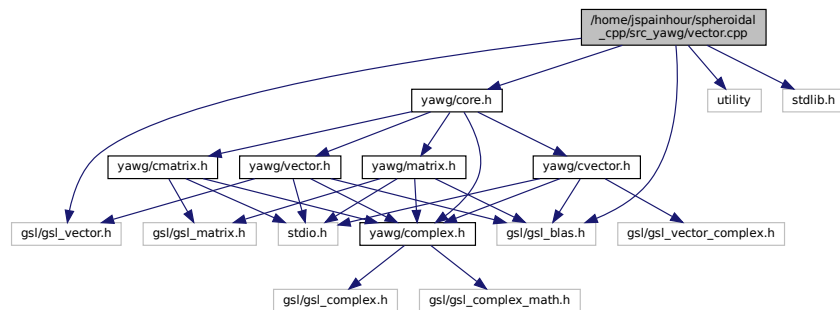 /home/jspainhour/spheroidal
_cpp/src_yawg/vector.cpp
yawg/core.h
utility
stdlib.h
yawg/cmatrix.h
yawg/vector.h
yawg/matrix.h
yawg/cvector.h
gsl/gsl_vector.h
gsl/gsl_matrix.h
stdio.h
yawg/complex.h
gsl/gsl_blas.h
gsl/gsl_vector_complex.h
gsl/gsl_complex.h
gsl/gsl_complex_math.h